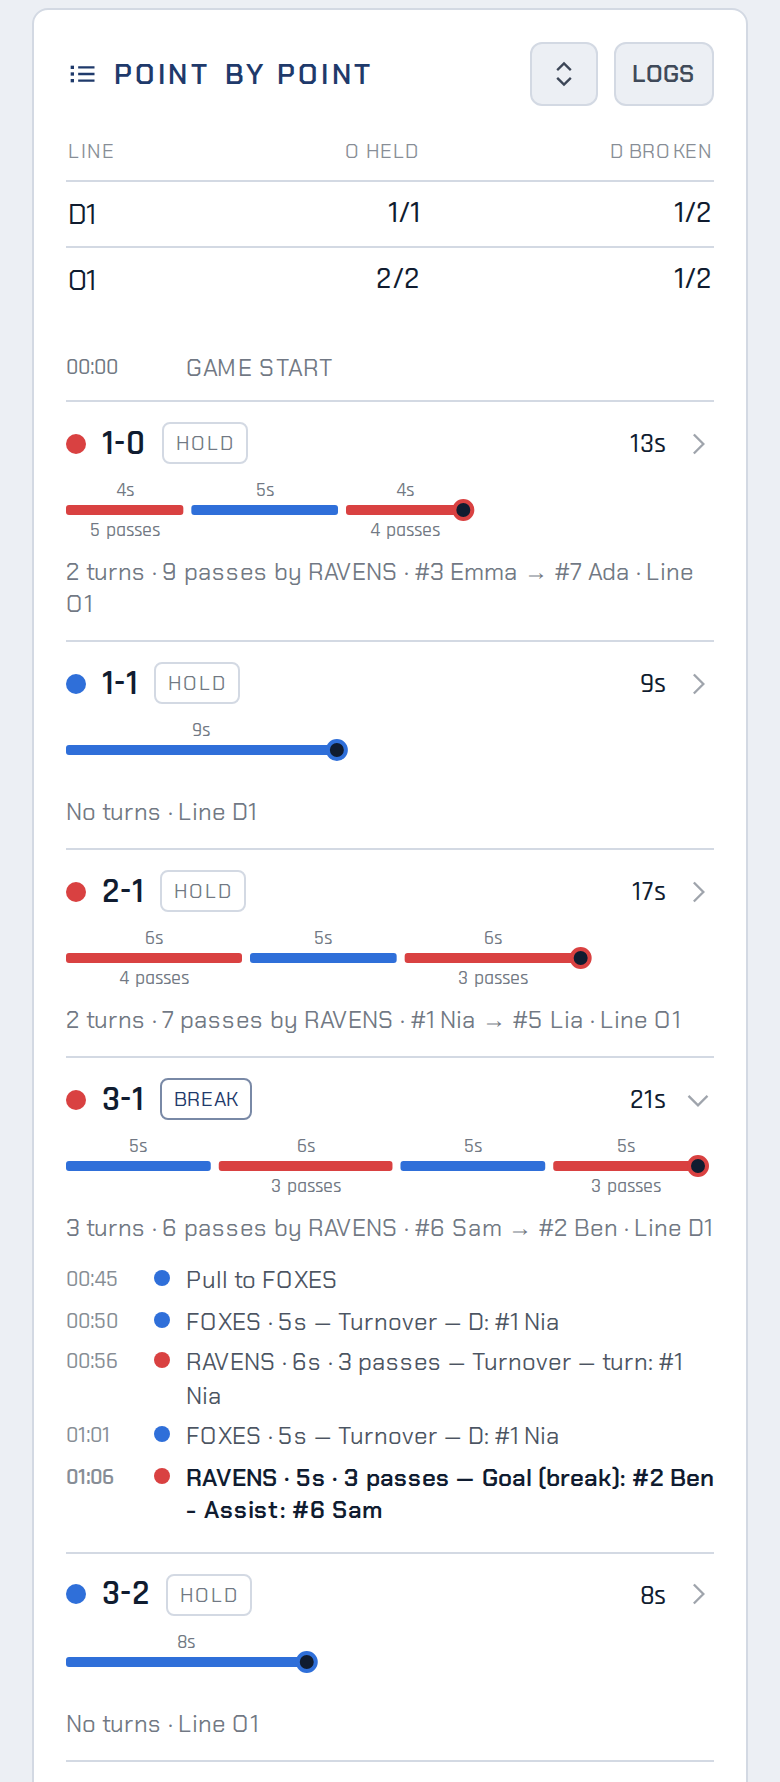 POINT BY POINT
LOGS
LINE O HELD D BROKEN
D1 1/1 1/2
O1 2/2 1/2
00:00 GAME START
1-0 HOLD 13s
4s 5s 4s
5 passes 4 passes
2 turns · 9 passes by RAVENS · #3 Emma → #7 Ada · Line
O1
1-1 HOLD 9s
9s
No turns · Line D1
2-1 HOLD 17s
6s 5s 6s
4 passes 3 passes
2 turns · 7 passes by RAVENS · #1 Nia → #5 Lia · Line O1
3-1 BREAK 21s
5s 6s 5s 5s
3 passes 3 passes
3 turns · 6 passes by RAVENS · #6 Sam → #2 Ben · Line D1
00:45 Pull to FOXES
00:50 FOXES · 5s — Turnover — D: #1 Nia
00:56 RAVENS · 6s · 3 passes — Turnover — turn: #1
Nia
01:01 FOXES · 5s — Turnover — D: #1 Nia
01:06 RAVENS · 5s · 3 passes — Goal (break): #2 Ben
- Assist: #6 Sam
3-2 HOLD 8s
8s
No turns · Line O1